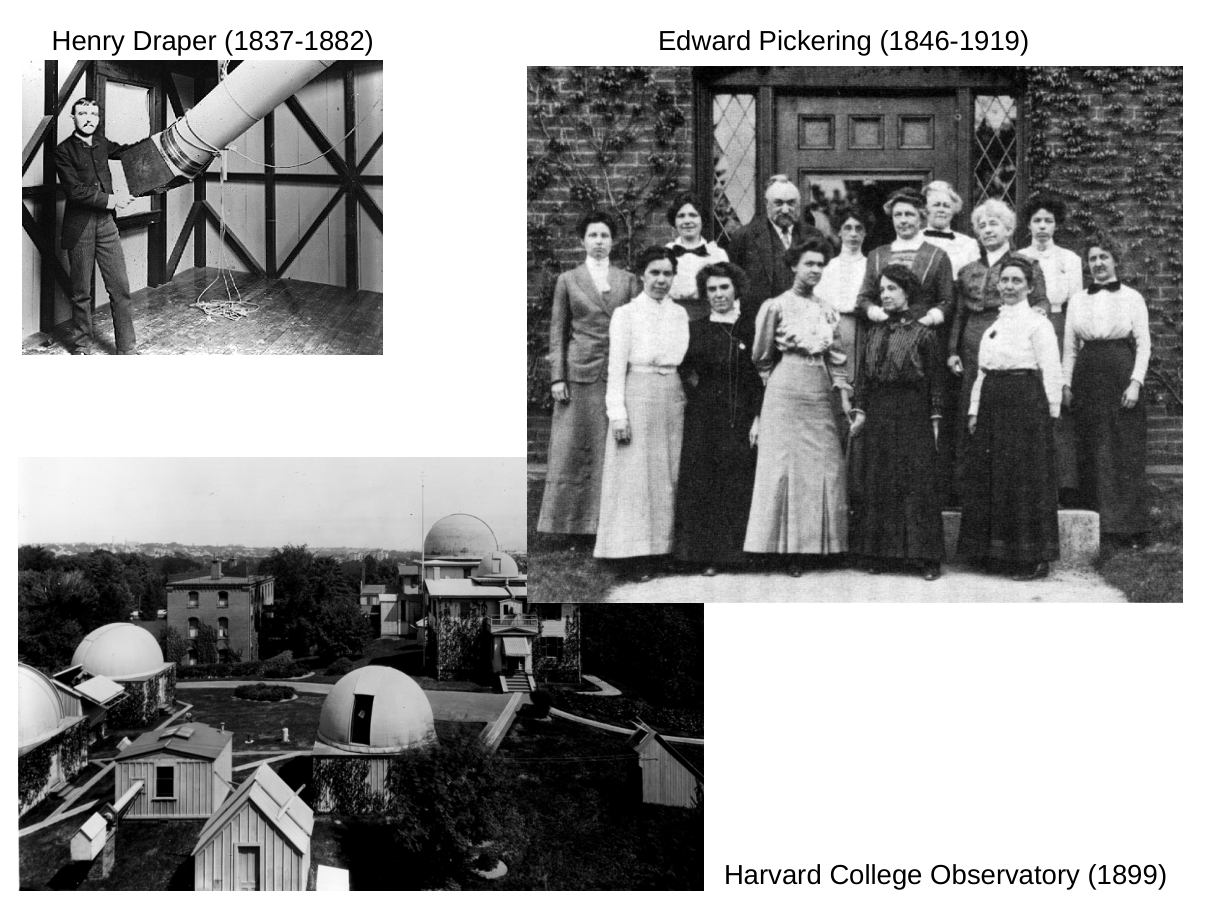 Henry Draper (1837-1882)
Edward Pickering (1846-1919)
Harvard College Observatory (1899)